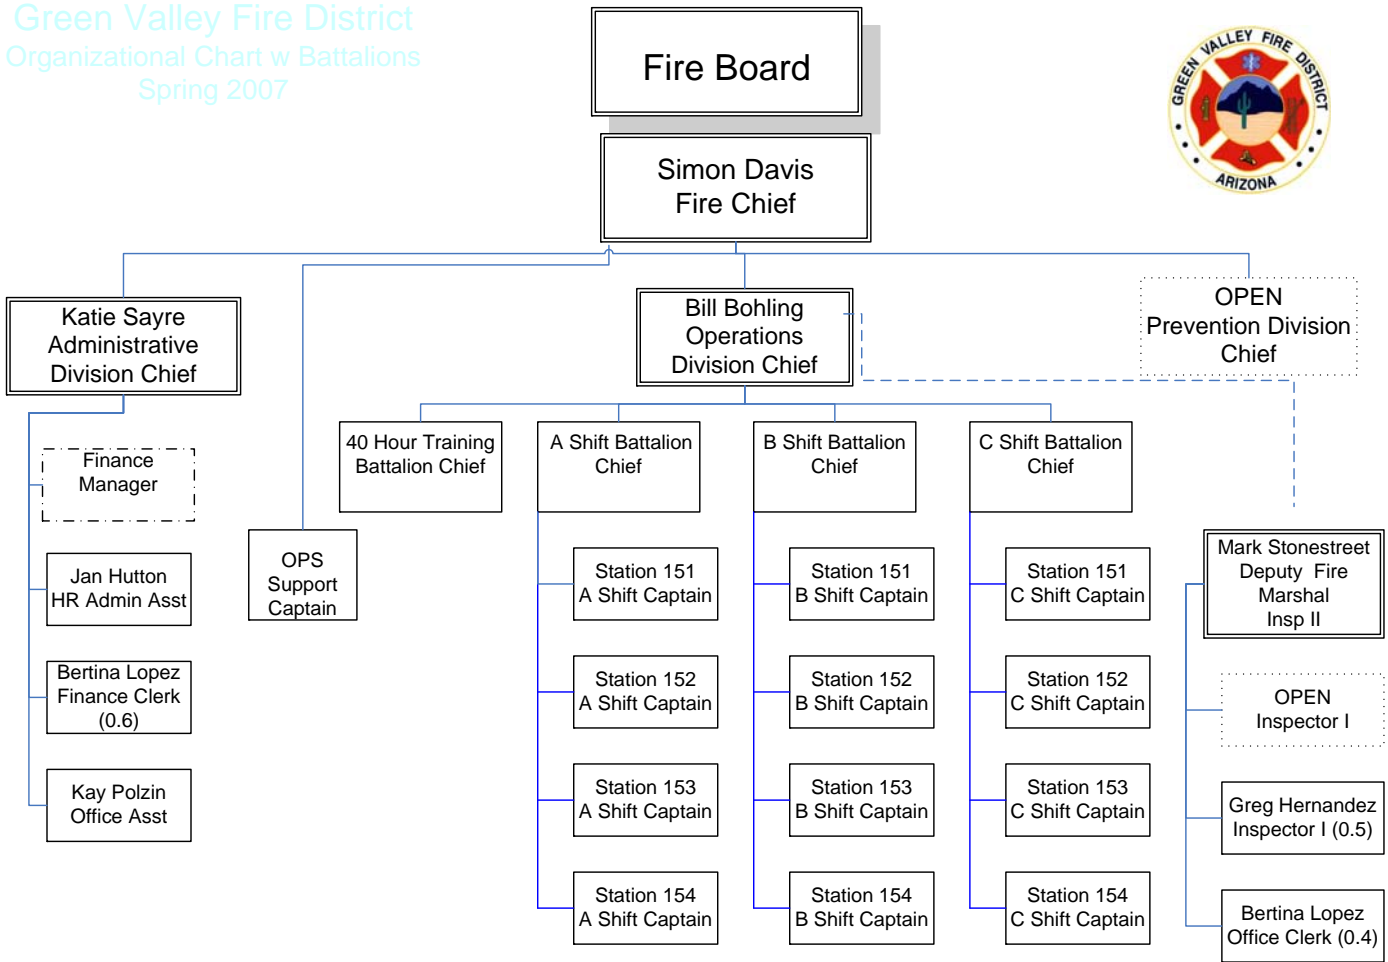 Green Valley Fire District
Organizational Chart w Battalions
Spring 2007
Fire Board
GREEN VALLEY FIRE DISTRICT
ARIZONA
Simon Davis
Fire Chief
Katie Sayre
Administrative
Division Chief
Bill Bohling
Operations
Division Chief
OPEN
Prevention Division
Chief
Finance
Manager
Jan Hutton
HR Admin Asst
Bertina Lopez
Finance Clerk
(0.6)
Kay Polzin
Office Asst
OPS
Support
Captain
40 Hour Training
Battalion Chief
A Shift Battalion
Chief
Station 151
A Shift Captain
Station 152
A Shift Captain
Station 153
A Shift Captain
Station 154
A Shift Captain
B Shift Battalion
Chief
Station 151
B Shift Captain
Station 152
B Shift Captain
Station 153
B Shift Captain
Station 154
B Shift Captain
C Shift Battalion
Chief
Station 151
C Shift Captain
Station 152
C Shift Captain
Station 153
C Shift Captain
Station 154
C Shift Captain
Mark Stonestreet
Deputy Fire
Marshal
Insp II
OPEN
Inspector I
Greg Hernandez
Inspector I (0.5)
Bertina Lopez
Office Clerk (0.4)